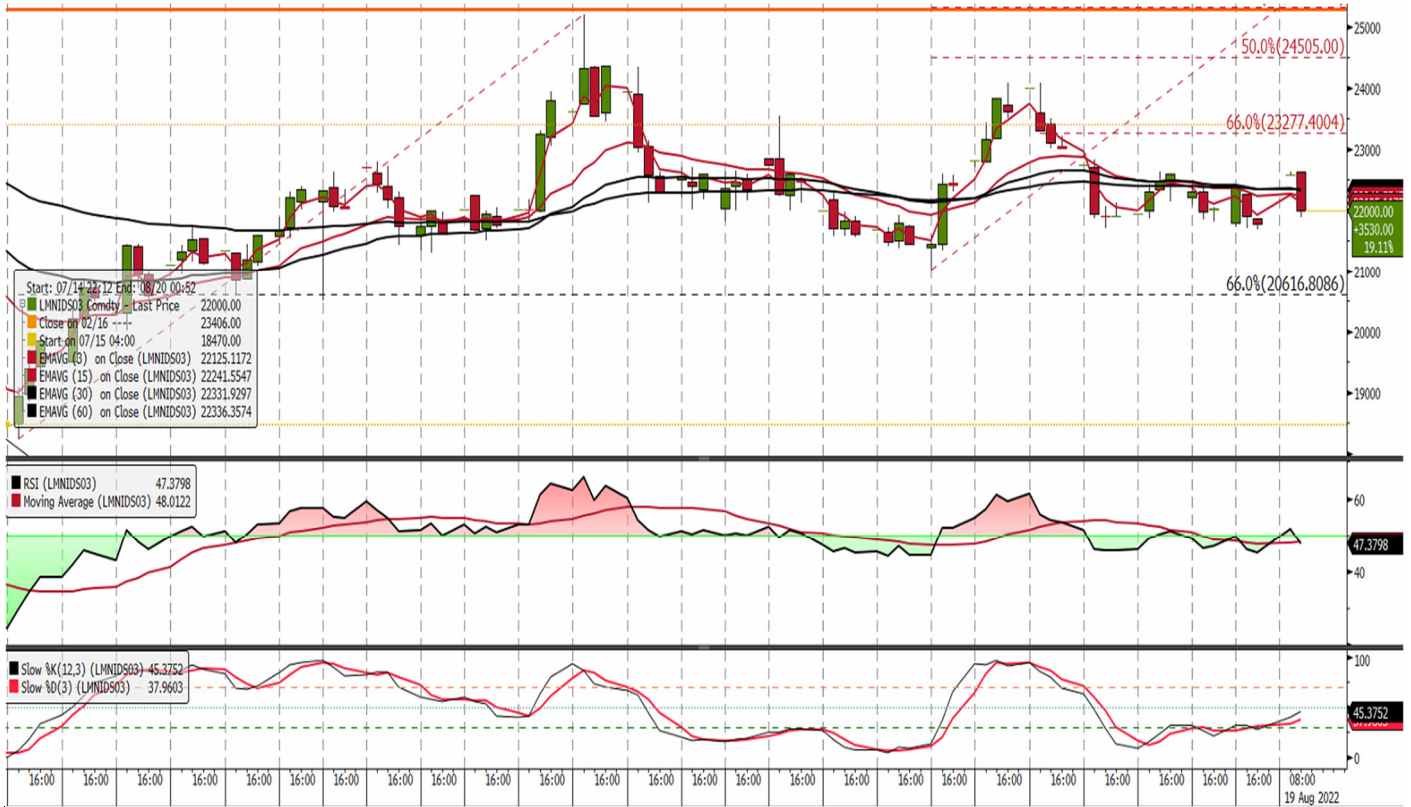 25000
50.0%(24505.00)
24000
66.0%(23277.4004)
23000
22000.00
+3530.00
19.11%
21000
66.0%(20616.8086)
20000
19000
Start: 07/14 22:12 End: 08/20 00:52
LMNIDS03 Comdty - Last Price 22000.00
Close on 02/16 ---- 23406.00
Start on 07/15 04:00 18470.00
EMAVG (3) on Close (LMNIDS03) 22125.1172
EMAVG (15) on Close (LMNIDS03) 22241.5547
EMAVG (30) on Close (LMNIDS03) 22331.9297
EMAVG (60) on Close (LMNIDS03) 22336.3574
RSI (LMNIDS03) 47.3798
Moving Average (LMNIDS03) 48.0122
60
47.3798
40
Slow %K(12,3) (LMNIDS03) 45.3752
Slow %D(3) (LMNIDS03) 37.9603
100
45.3752
0
16:00 16:00 16:00 16:00 16:00 16:00 16:00 16:00 16:00 16:00 16:00 16:00 16:00 16:00 16:00 16:00 16:00 16:00 16:00 16:00 16:00 16:00 16:00 16:00 08:00
19 Aug 2022